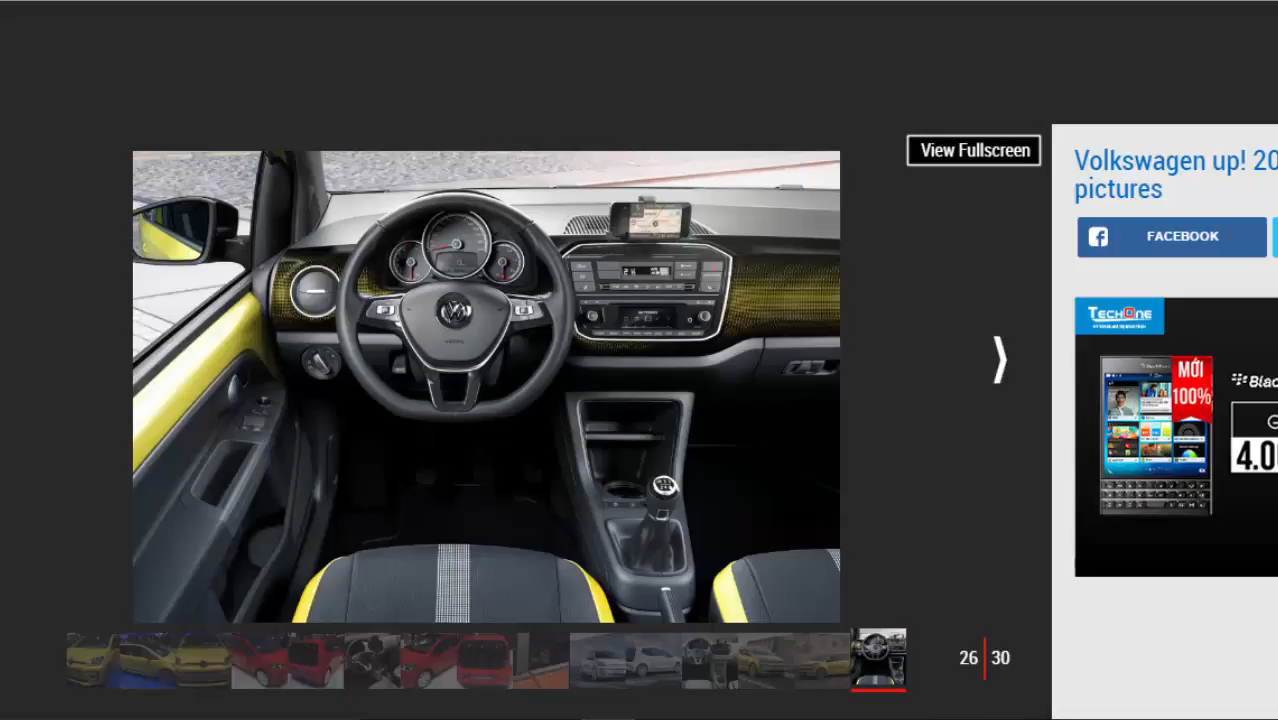 View Fullscreen
Volkswagen up! 20
pictures
FACEBOOK
TECHONE
MỚI
100%
4.0
26
30